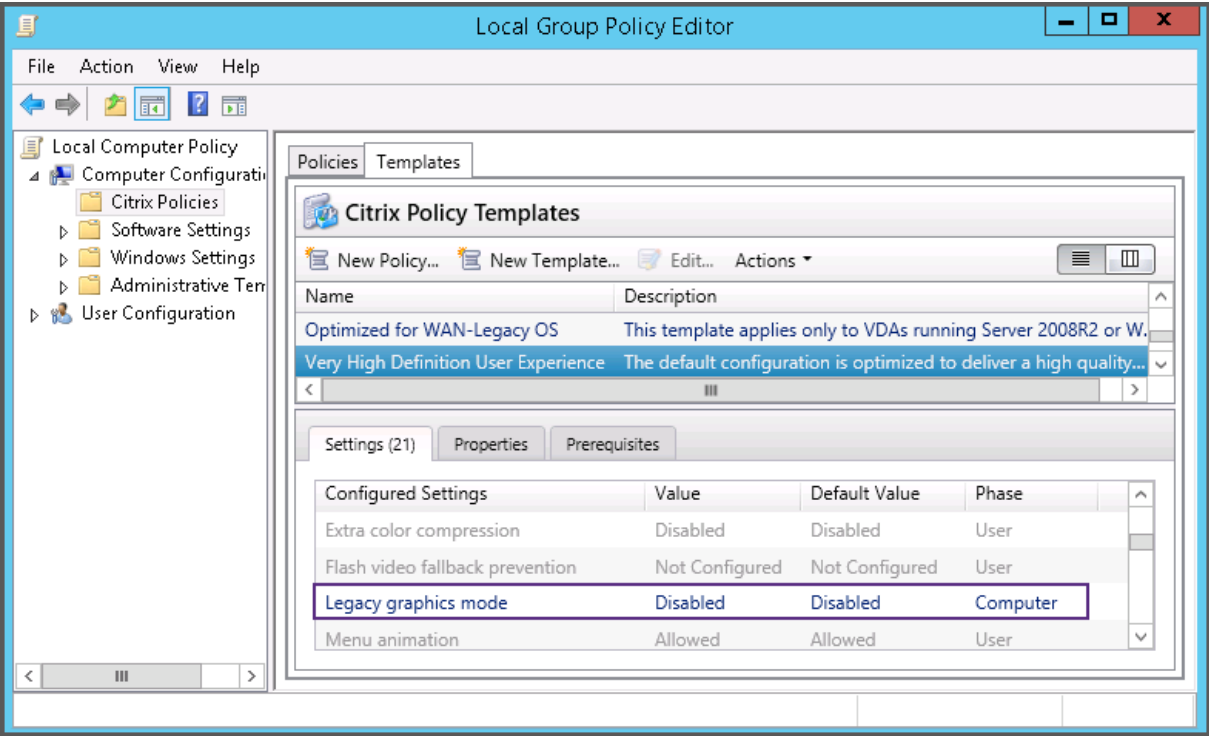 Local Group Policy Editor
File Action View Help
Local Computer Policy
Computer Configurati
Citrix Policies
Software Settings
Windows Settings
Administrative Tem
User Configuration
Policies Templates
Citrix Policy Templates
New Policy... New Template... Edit... Actions
Name Description
Optimized for WAN-Legacy OS This template applies only to VDAs running Server 2008R2 or W...
Very High Definition User Experience The default configuration is optimized to deliver a high quality...
Settings (21) Properties Prerequisites
Configured Settings Value Default Value Phase
Extra color compression Disabled Disabled User
Flash video fallback prevention Not Configured Not Configured User
Legacy graphics mode Disabled Disabled Computer
Menu animation Allowed Allowed User